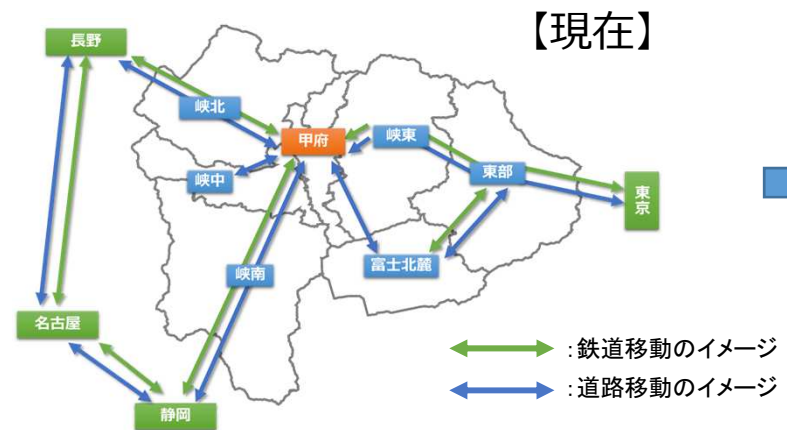 【現在】
長野
峡北
甲府
峡東
峡中
東部
東京
峡南
富士北麓
名古屋
静岡
:鉄道移動のイメージ
:道路移動のイメージ